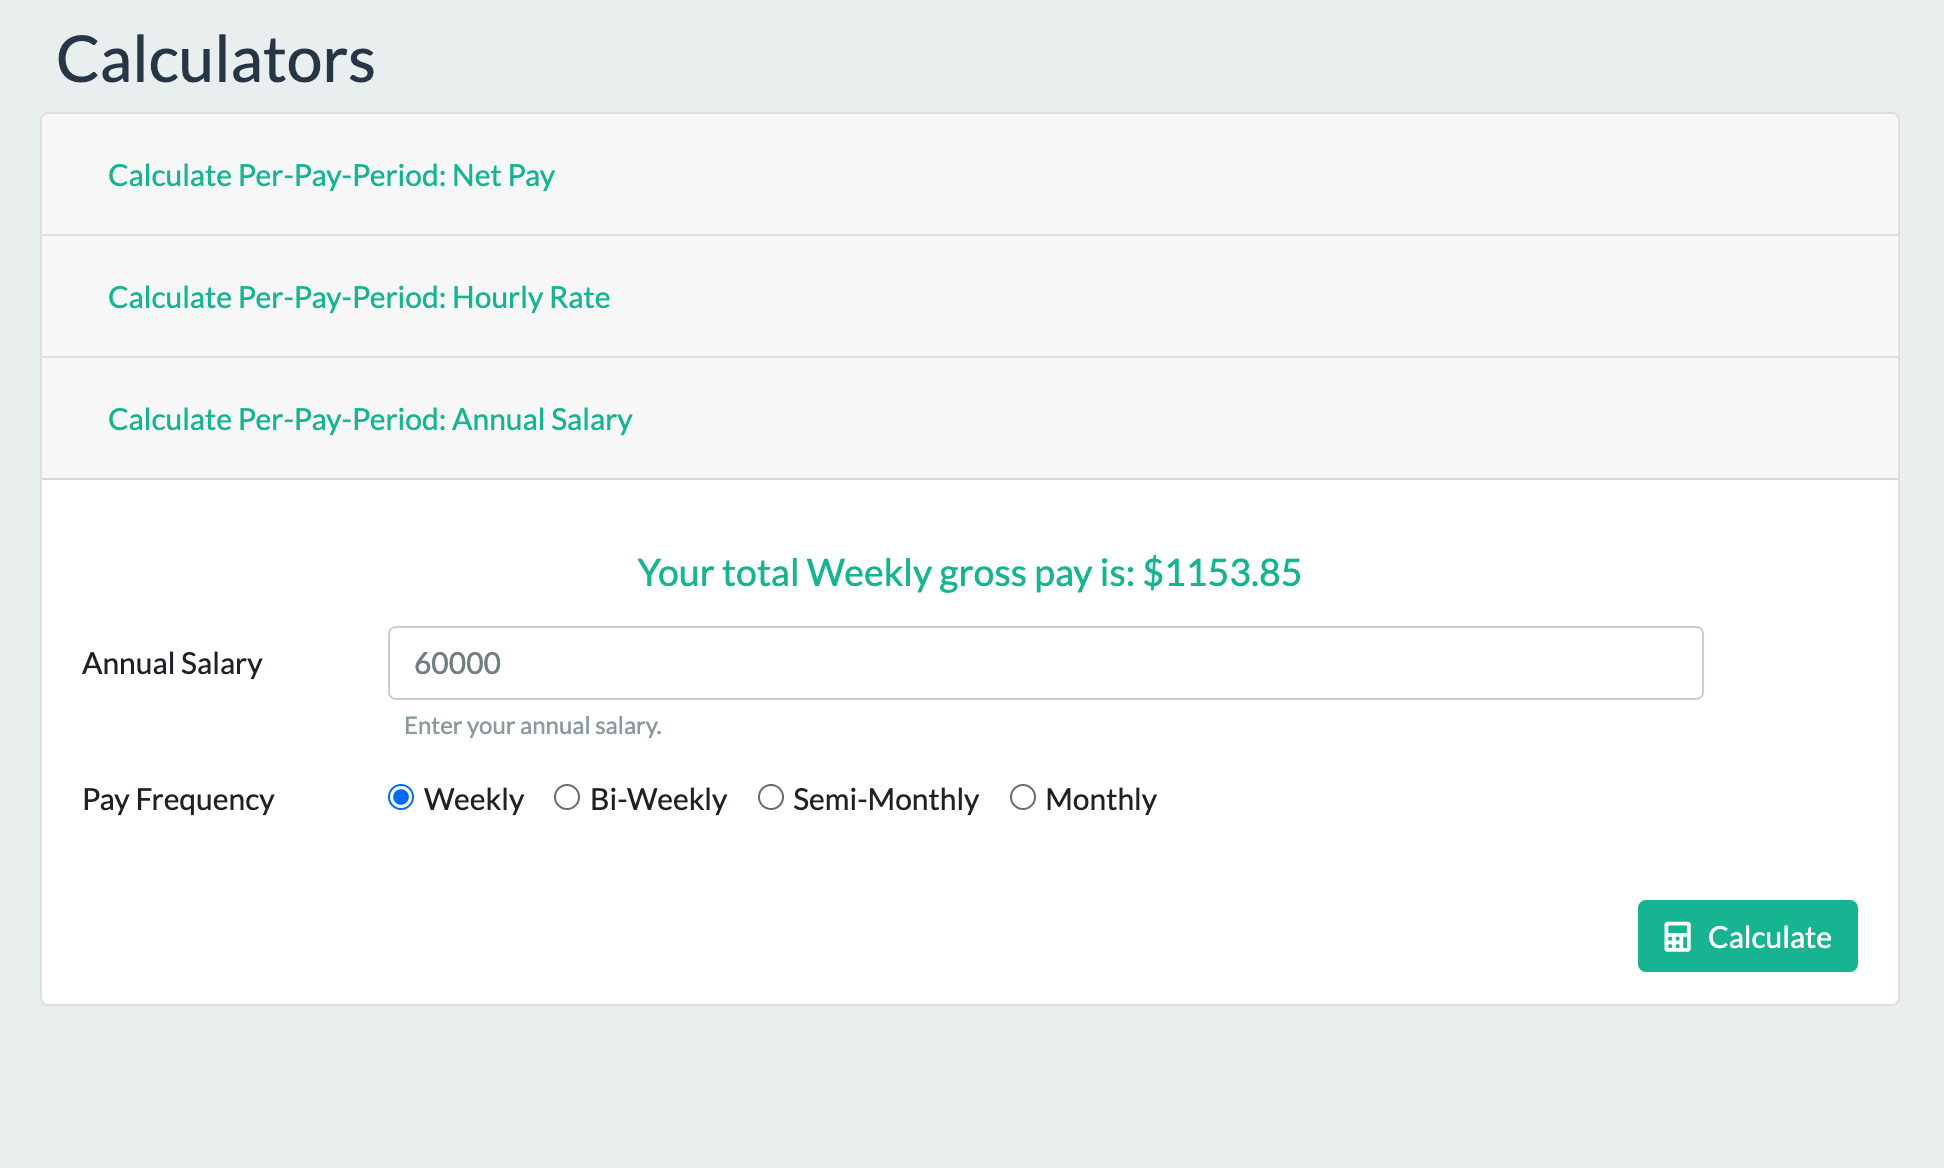 Calculators
Calculate Per-Pay-Period: Net Pay
Calculate Per-Pay-Period: Hourly Rate
Calculate Per-Pay-Period: Annual Salary
Your total Weekly gross pay is: $1153.85
Annual Salary 60000
Enter your annual salary.
Pay Frequency Weekly Bi-Weekly Semi-Monthly Monthly
Calculate